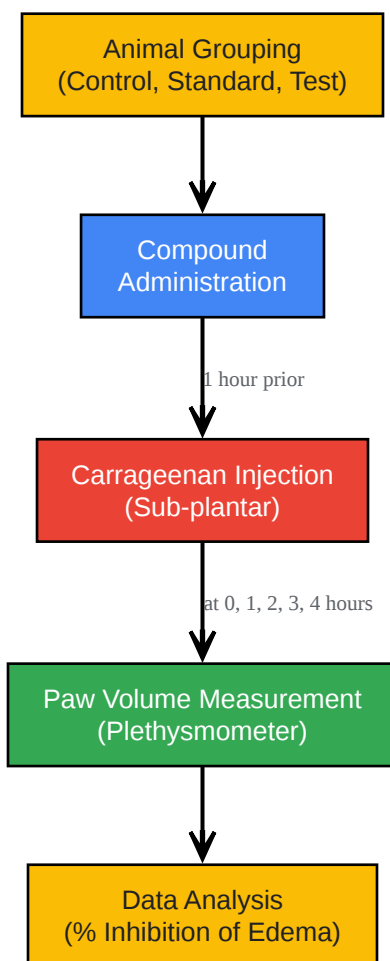 Animal Grouping
(Control, Standard, Test)
Compound
Administration
1 hour prior
Carrageenan Injection
(Sub-plantar)
at 0, 1, 2, 3, 4 hours
Paw Volume Measurement
(Plethysmometer)
Data Analysis
(% Inhibition of Edema)